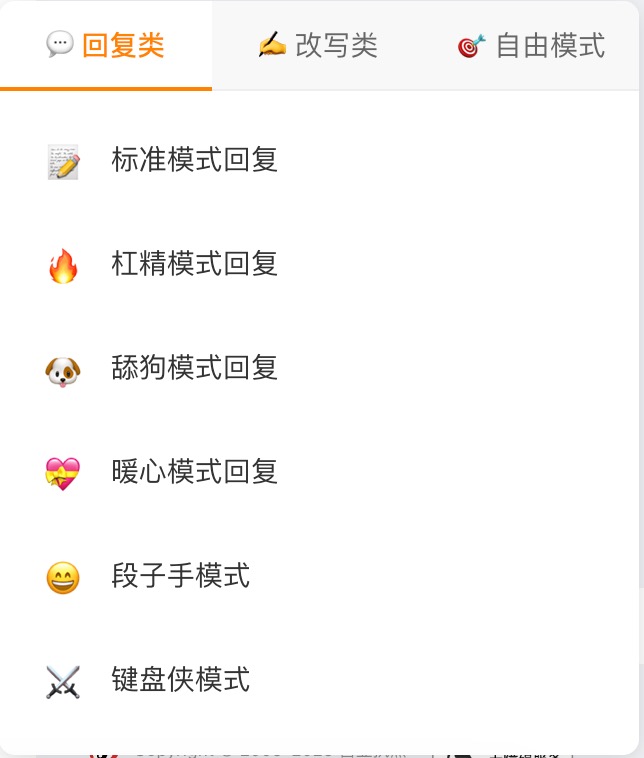 回复类 改写类 自由模式
标准模式回复
杠精模式回复
舔狗模式回复
暖心模式回复
段子手模式
键盘侠模式